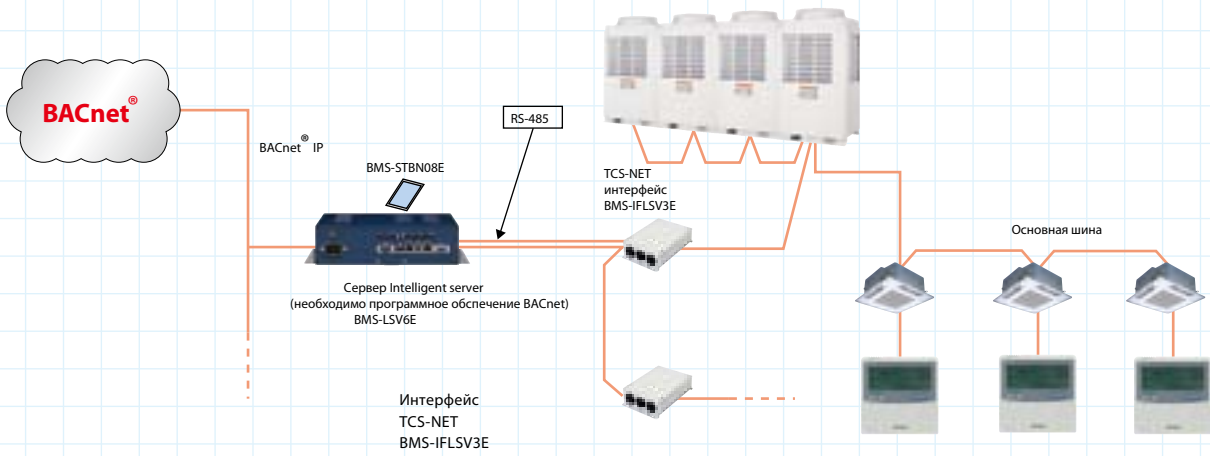 BACnet®
BACnet® IP
BMS-STBN08E
RS-485
TCS-NET
интерфейс
BMS-IFLSV3E
Основная шина
Сервер Intelligent server
(необходимо программное обспечение BACnet)
BMS-LSV6E
Интерфейс
TCS-NET
BMS-IFLSV3E